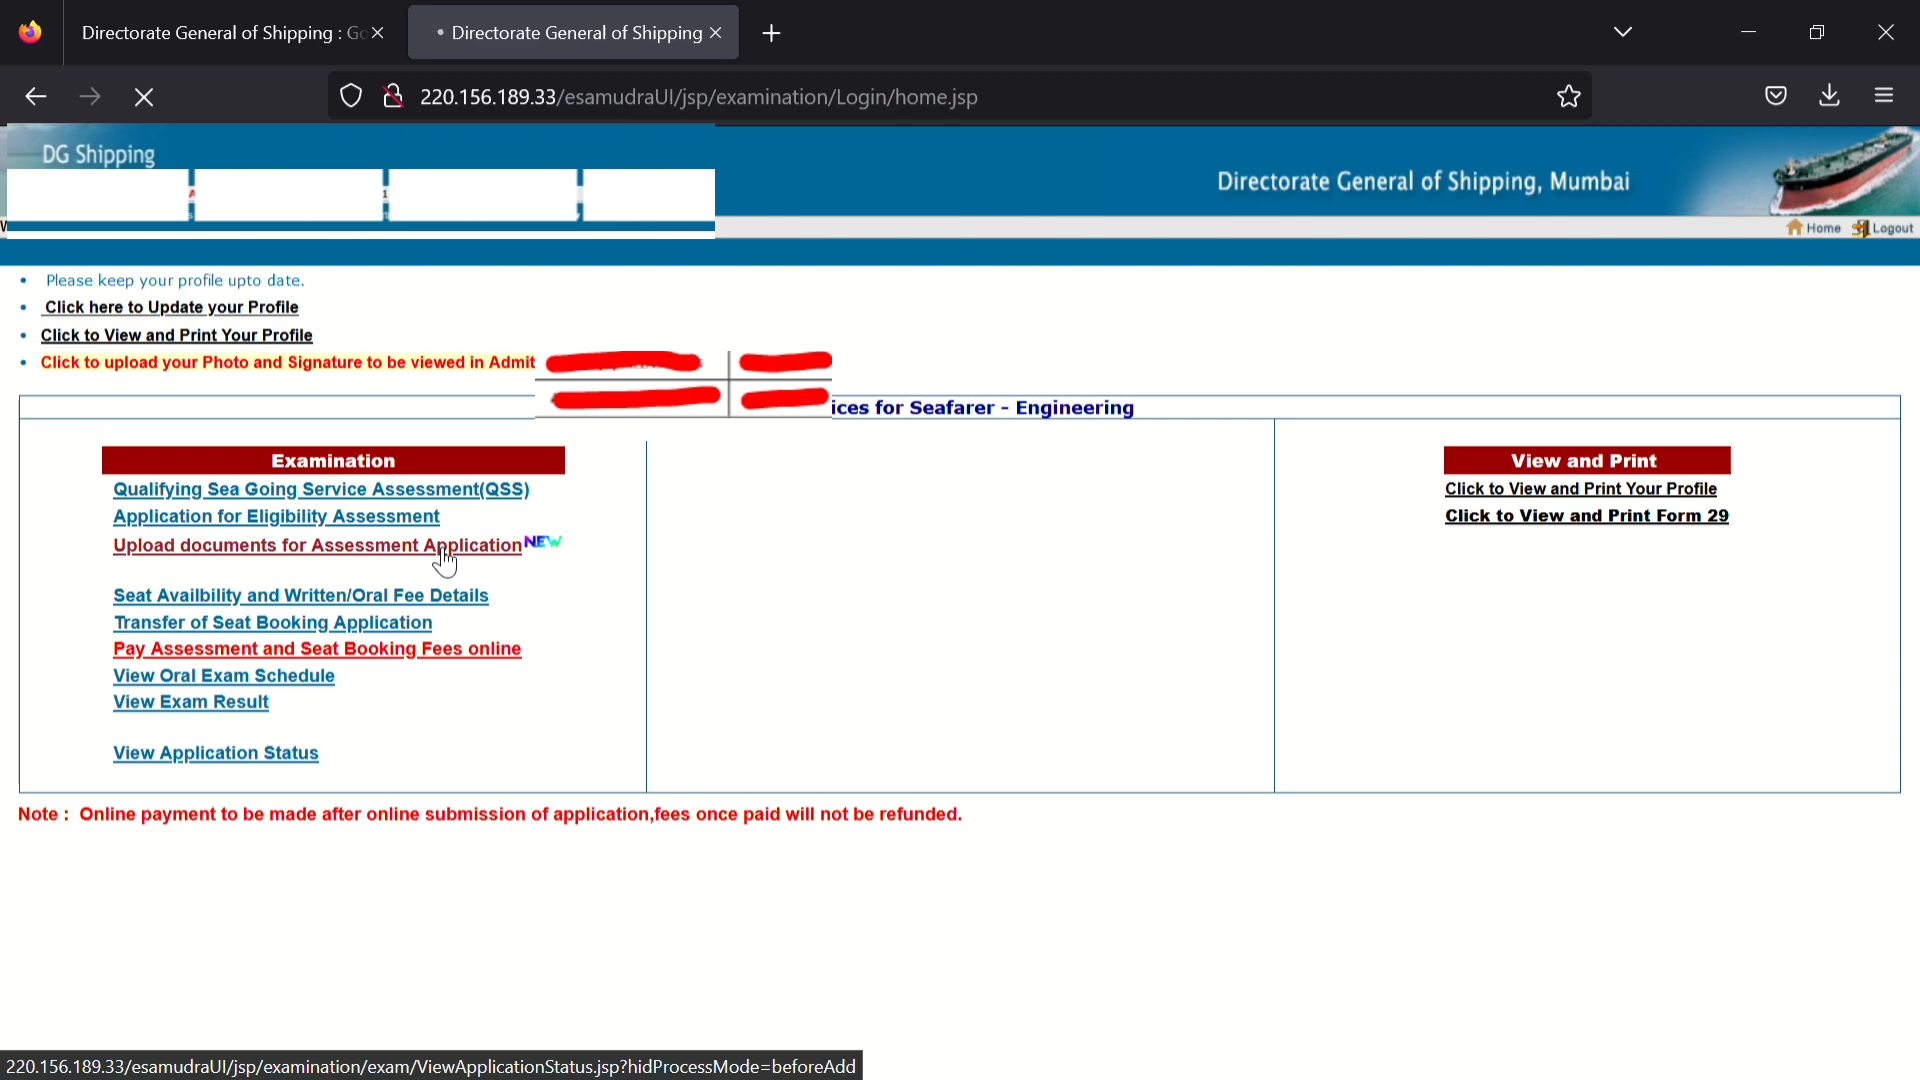 Directorate General of Shipping : Go
Directorate General of Shipping
220.156.189.33/esamudraUI/jsp/examination/Login/home.jsp
DG Shipping
Directorate General of Shipping, Mumbai
Home
Logout
Please keep your profile upto date.
Click here to Update your Profile
Click to View and Print Your Profile
Click to upload your Photo and Signature to be viewed in Admit
ices for Seafarer - Engineering
Examination
Qualifying Sea Going Service Assessment(QSS)
Application for Eligibility Assessment
Upload documents for Assessment Application NEW
Seat Availbility and Written/Oral Fee Details
Transfer of Seat Booking Application
Pay Assessment and Seat Booking Fees online
View Oral Exam Schedule
View Exam Result
View Application Status
View and Print
Click to View and Print Your Profile
Click to View and Print Form 29
Note : Online payment to be made after online submission of application,fees once paid will not be refunded.
220.156.189.33/esamudraUI/jsp/examination/exam/ViewApplicationStatus.jsp?hidProcessMode=beforeAdd